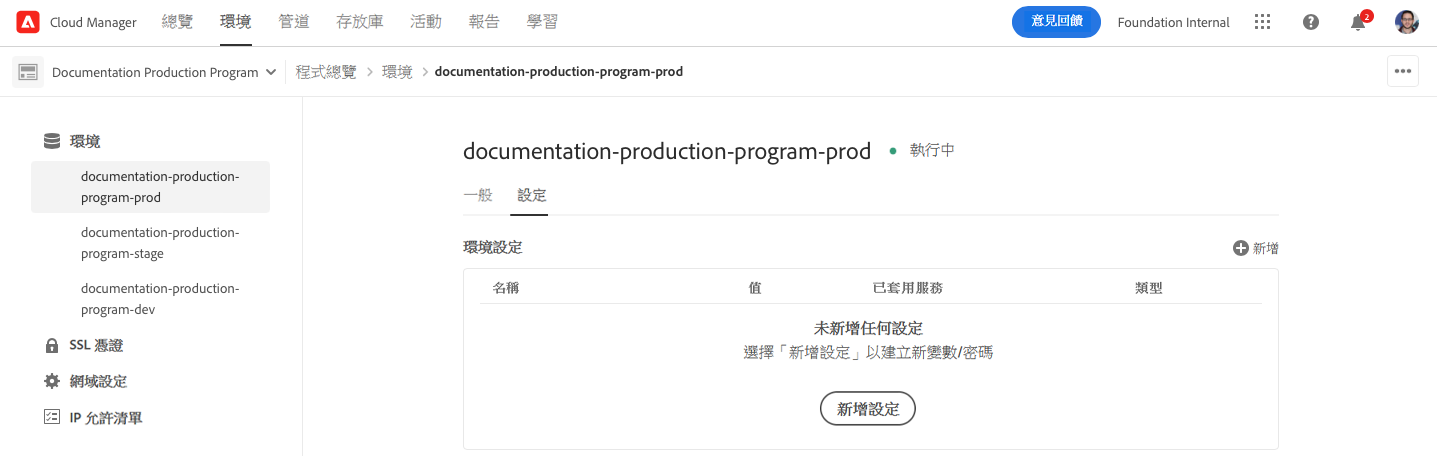 Cloud Manager 總覽 環境 管道 存放庫 活動 報告 學習 意見回饋 Foundation Internal 2
Documentation Production Program 程式總覽 環境 documentation-production-program-prod
環境
documentation-production-
program-prod
documentation-production-
program-stage
documentation-production-
program-dev
SSL 憑證
網域設定
IP 允許清單
documentation-production-program-prod 執行中
一般 設定
環境設定 新增
名稱 值 已套用服務 類型
未新增任何設定
選擇「新增設定」以建立新變數/密碼
新增設定